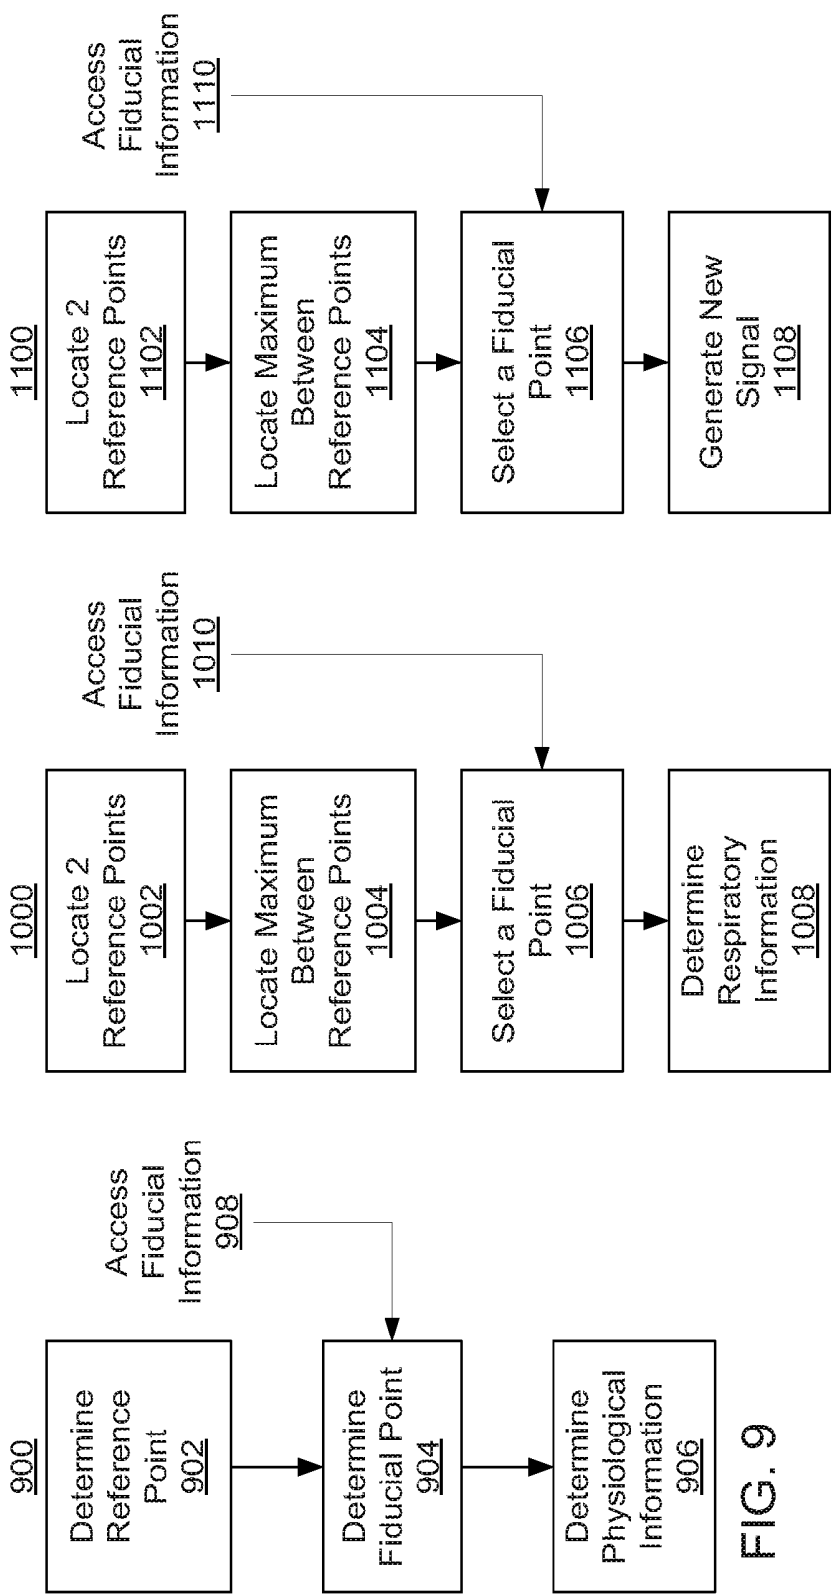 900
Determine
Reference
Point
902
Access
Fiducial
Information
908
Determine
Fiducial Point
904
Determine
Physiological
Information
906
FIG. 9
1000
Locate 2
Reference Points
1002
Access
Fiducial
Information
1010
Locate Maximum
Between
Reference Points
1004
Select a Fiducial
Point
1006
Determine
Respiratory
Information
1008
1100
Locate 2
Reference Points
1102
Access
Fiducial
Information
1110
Locate Maximum
Between
Reference Points
1104
Select a Fiducial
Point
1106
Generate New
Signal
1108